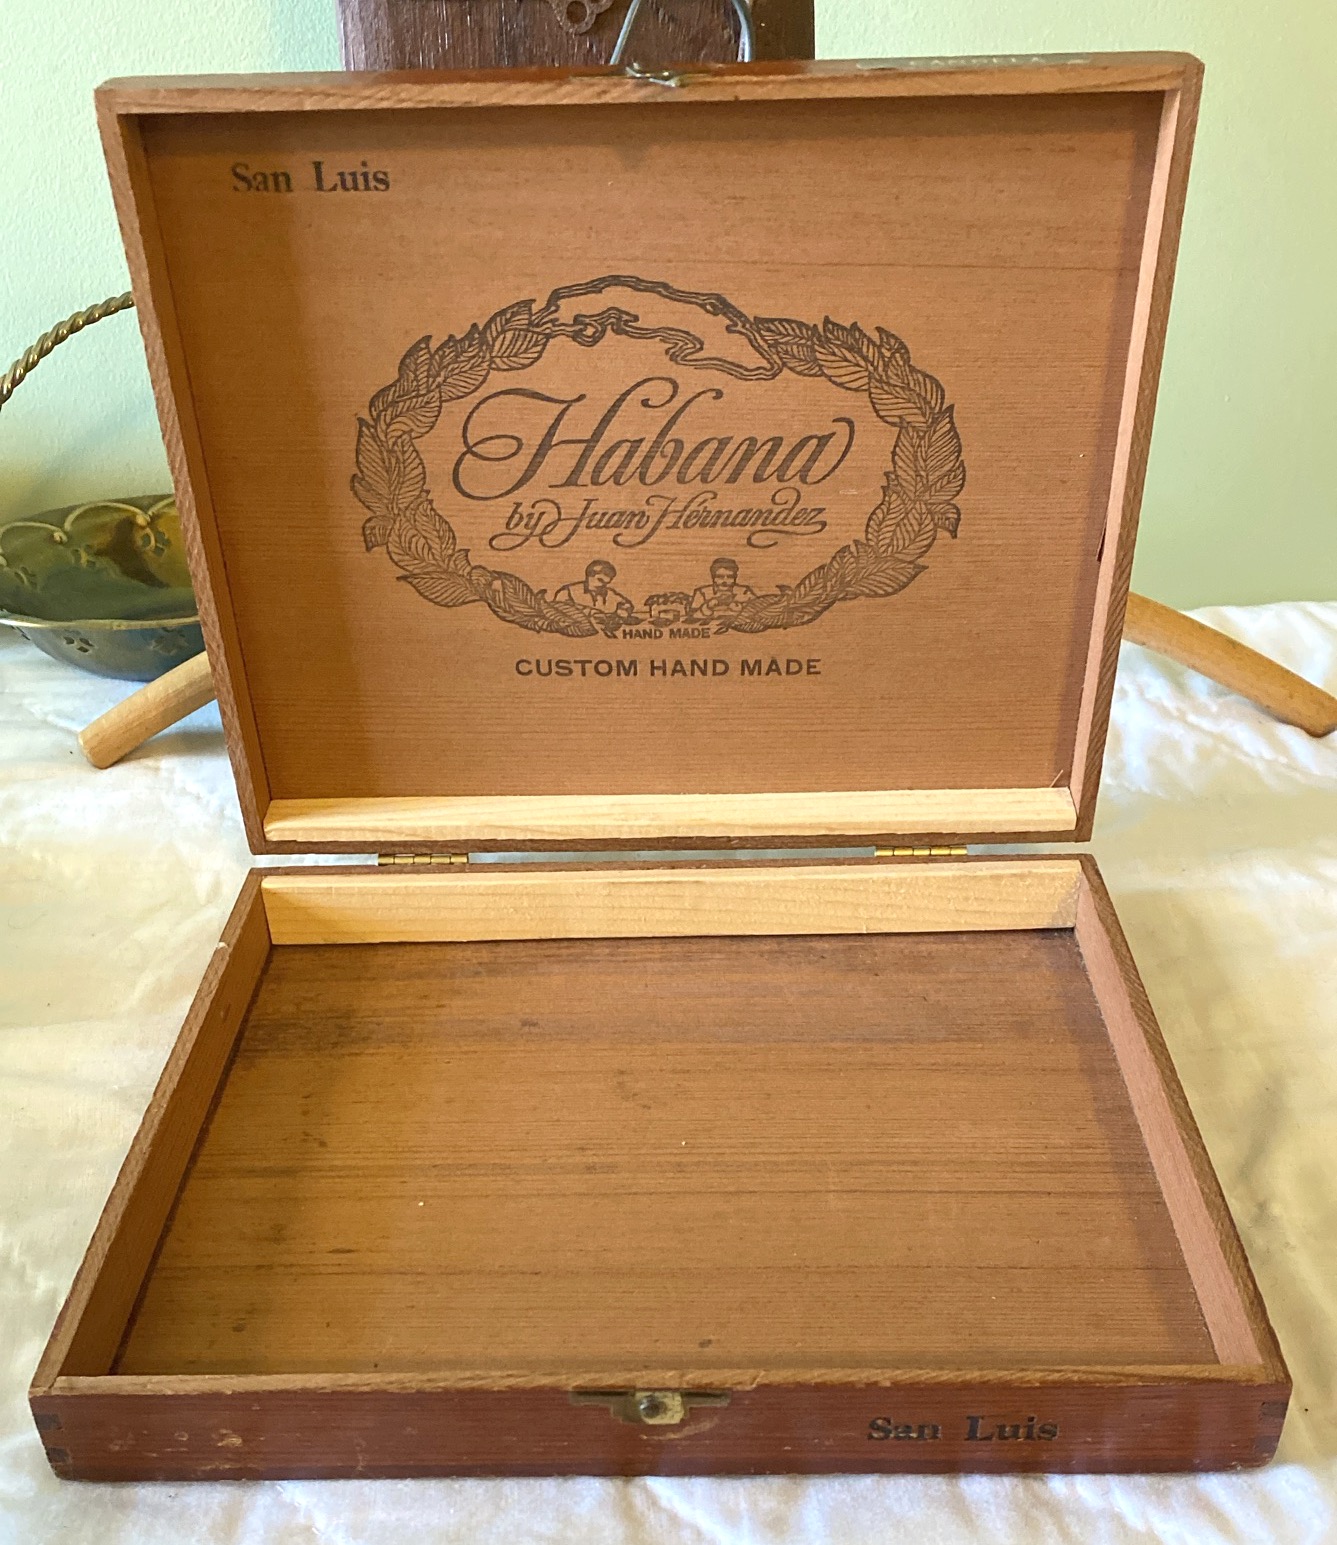 San Luis
Habana
by Juan Hernandez
HAND MADE
CUSTOM HAND MADE
San Luis